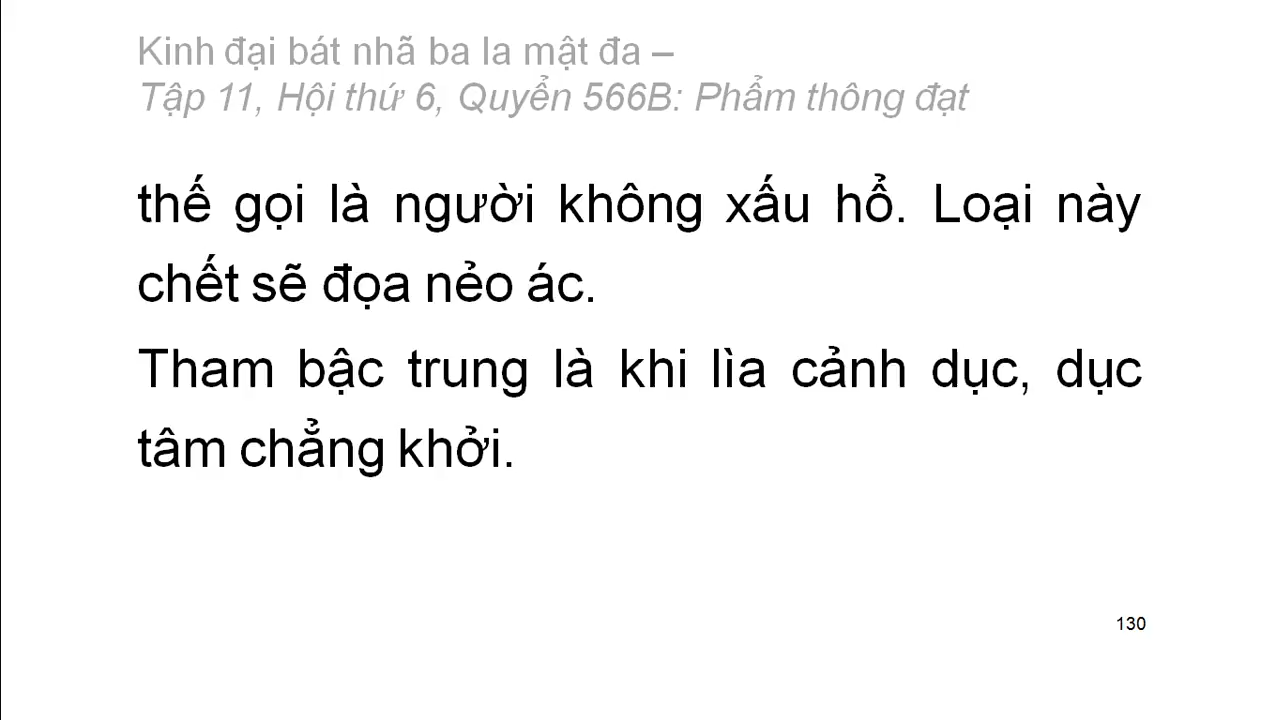 Kinh đại bát nhã ba la mật đa –
Tập 11, Hội thứ 6, Quyển 566B: Phẩm thông đạt
thế gọi là người không xấu hổ. Loại này
chết sẽ đọa nẻo ác.
Tham bậc trung là khi lìa cảnh dục, dục
tâm chẳng khởi.
130